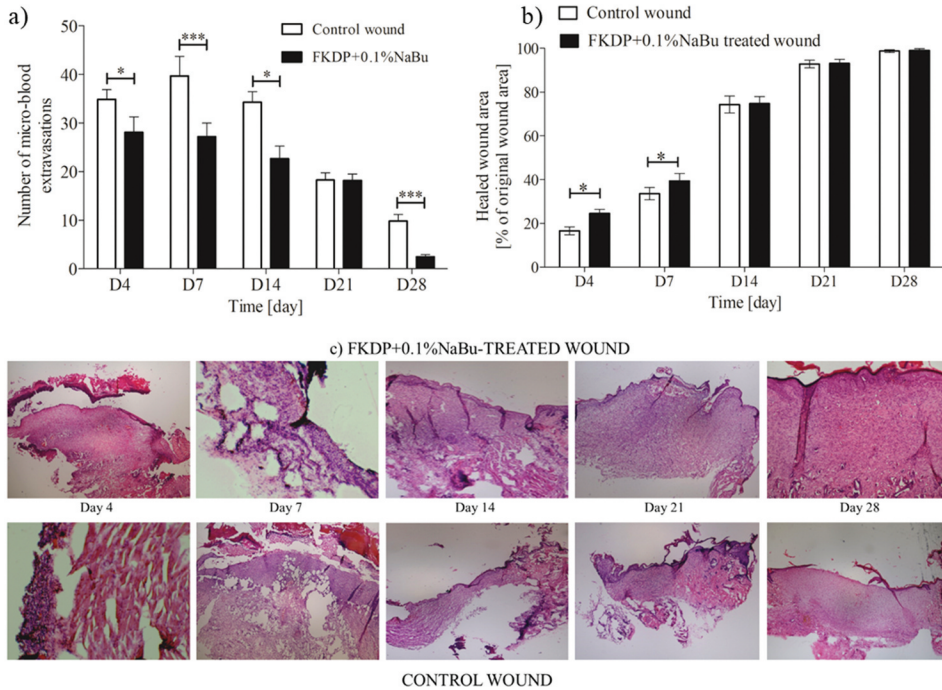 a)
Control wound
FKDP+0.1%NaBu
Number of micro-blood
extravasations
50
40
30
20
10
0
*
***
*
***
D4 D7 D14 D21 D28
Time [day]
b)
Control wound
FKDP+0.1%NaBu treated wound
Healed wound area
[% of original wound area]
100
80
60
40
20
0
*
*
D4 D7 D14 D21 D28
Time [day]
c) FKDP+0.1%NaBu-TREATED WOUND
Day 4 Day 7 Day 14 Day 21 Day 28
CONTROL WOUND